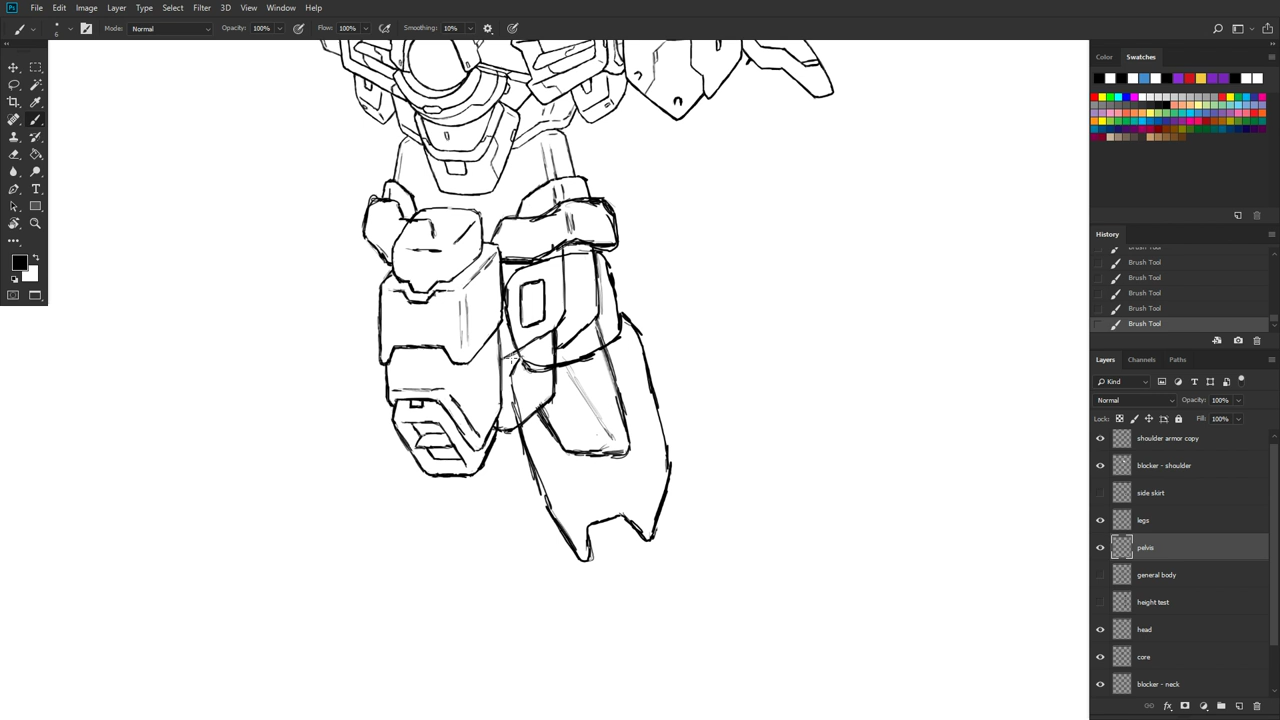 Ps File Edit Image Layer Type Select Filter 3D View Window Help
6 Mode: Normal Opacity: 100% Flow: 100% Smoothing: 10%
Color Swatches
History
Brush Tool
Brush Tool
Brush Tool
Brush Tool
Brush Tool
Brush Tool
Layers Channels Paths
Kind
Normal Opacity: 100%
Lock: Fill: 100%
shoulder armor copy
blocker - shoulder
side skirt
legs
pelvis
general body
height test
head
core
blocker - neck
fx